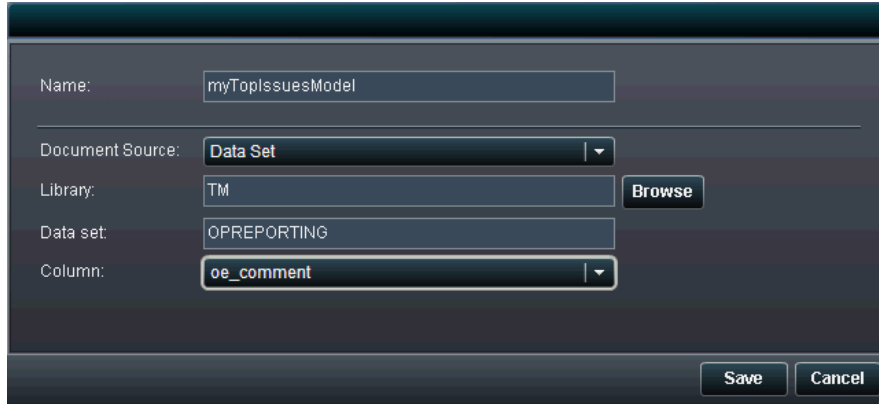 Name: myTopIssuesModel
Document Source: Data Set
Library: TM Browse
Data set: OPREPORTING
Column: oe_comment
Save Cancel